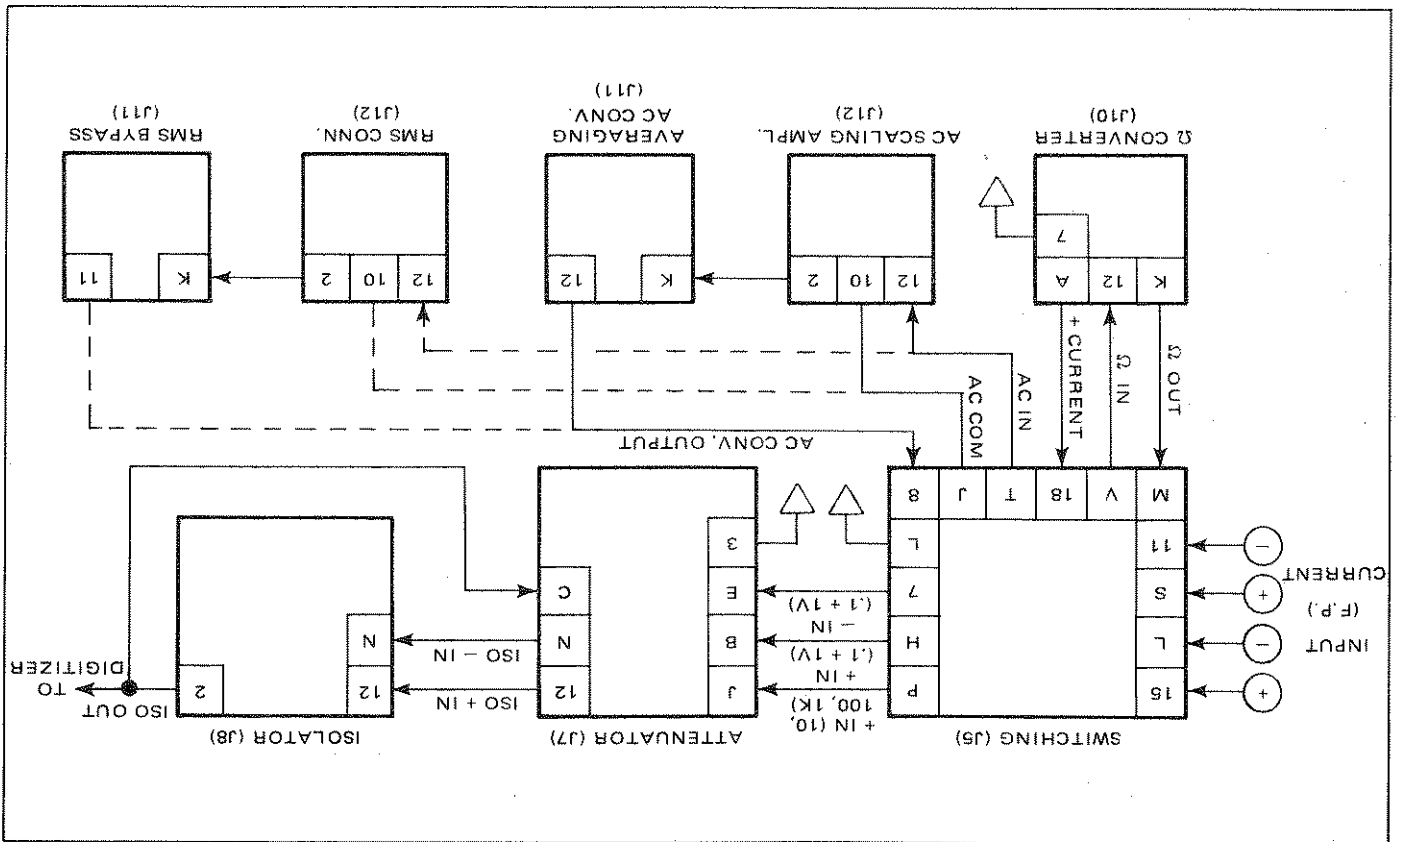 SWITCHING (J5)
ATTENUATOR (J7)
ISOLATOR (J8)
+ IN (10,
100, 1K)
+ IN
(.1 + 1V)
− IN
(.1 + 1V)
ISO + IN
ISO − IN
ISO OUT
TO
DIGITIZER
INPUT
(F.P.)
CURRENT
+
−
+
−
15
L
S
11
P
H
7
L
M
V
18
T
J
8
J
B
E
3
12
N
C
12
N
2
Ω OUT
Ω IN
+ CURRENT
AC IN
AC COM
AC CONV. OUTPUT
K
12
A
7
12
10
2
K
12
12
10
2
K
11
Ω CONVERTER
(J10)
AC SCALING AMPL.
(J12)
AVERAGING
AC CONV.
(J11)
RMS CONN.
(J12)
RMS BYPASS
(J11)